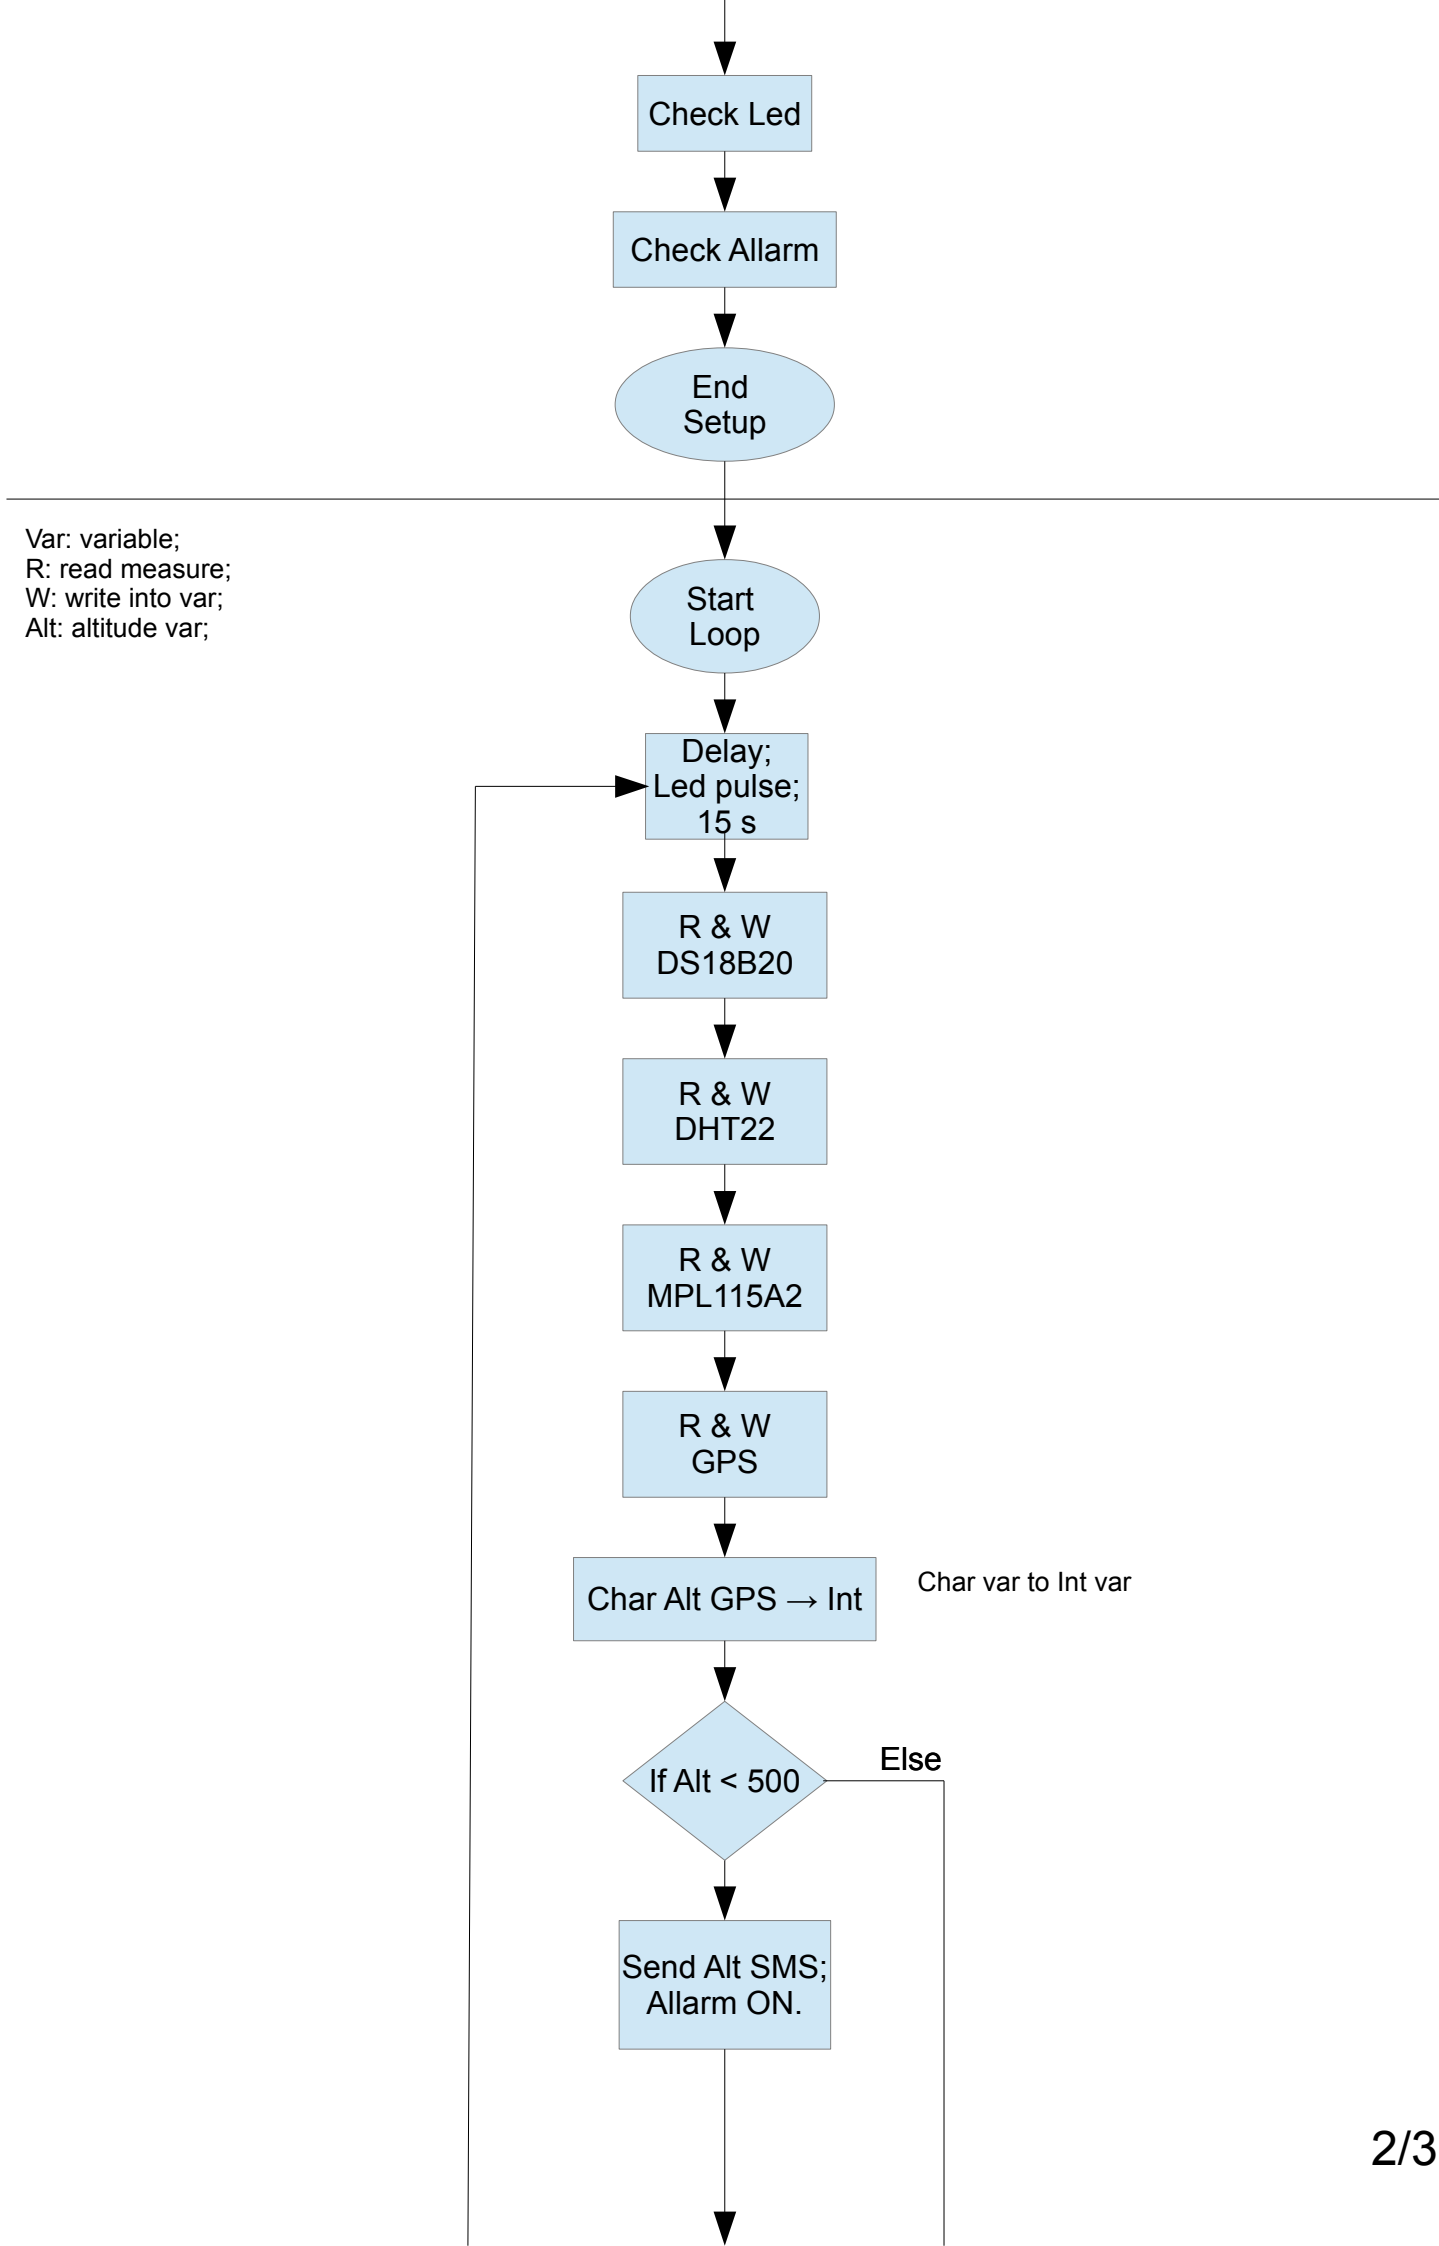 Check Led
Check Allarm
End
Setup
Var: variable;
R: read measure;
W: write into var;
Alt: altitude var;
Start
Loop
Delay;
Led pulse;
15 s
R & W
DS18B20
R & W
DHT22
R & W
MPL115A2
R & W
GPS
Char Alt GPS → Int
Char var to Int var
If Alt < 500
Else
Send Alt SMS;
Allarm ON.
2/3